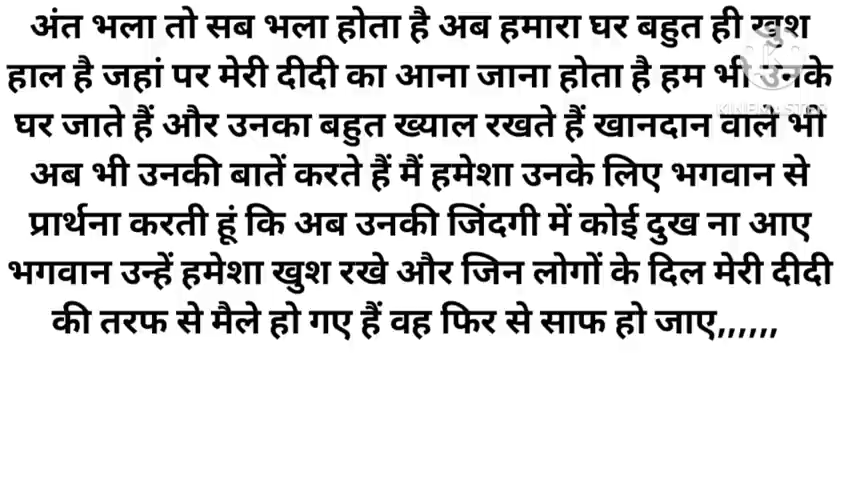 अंत भला तो सब भला होता है अब हमारा घर बहुत ही खुश
हाल है जहां पर मेरी दीदी का आना जाना होता है हम भी उनके
घर जाते हैं और उनका बहुत ख्याल रखते हैं खानदान वाले भी
अब भी उनकी बातें करते हैं मैं हमेशा उनके लिए भगवान से
प्रार्थना करती हूं कि अब उनकी जिंदगी में कोई दुख ना आए
भगवान उन्हें हमेशा खुश रखे और जिन लोगों के दिल मेरी दीदी
की तरफ से मैले हो गए हैं वह फिर से साफ हो जाए,,,,,,
KINEMASTER